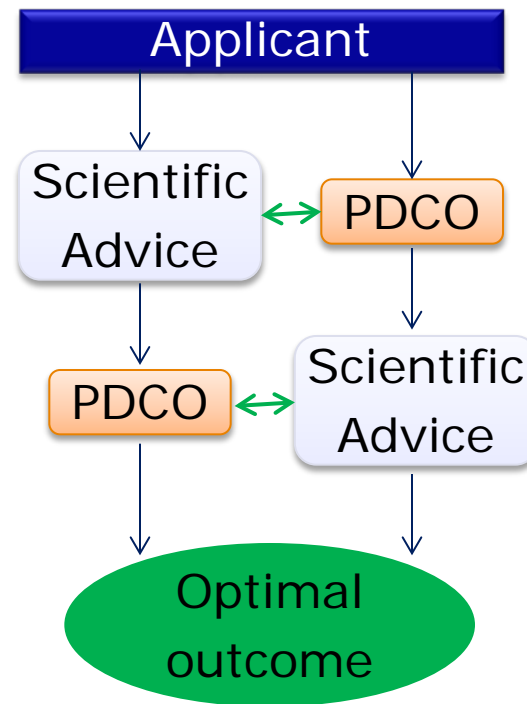 Applicant
Scientific
Advice
PDCO
PDCO
Scientific
Advice
Optimal
outcome